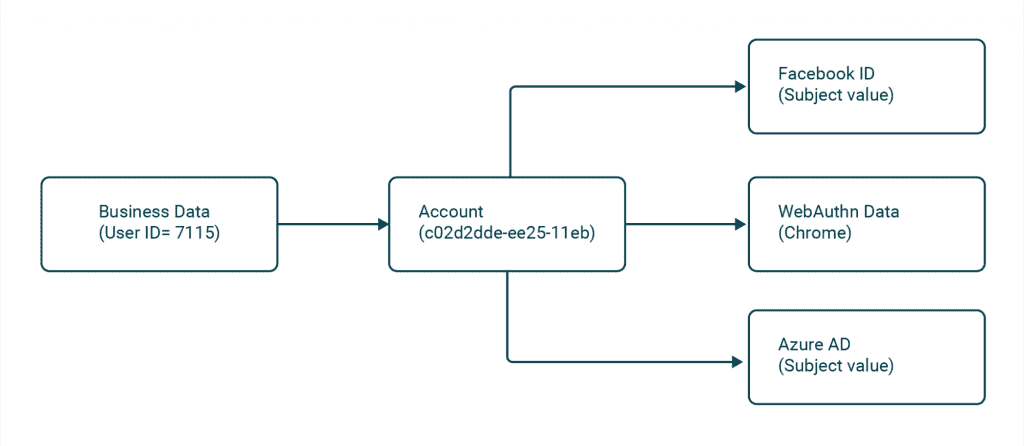 Facebook ID
(Subject value)
Business Data
(User ID= 7115)
Account
(c02d2dde-ee25-11eb)
WebAuthn Data
(Chrome)
Azure AD
(Subject value)